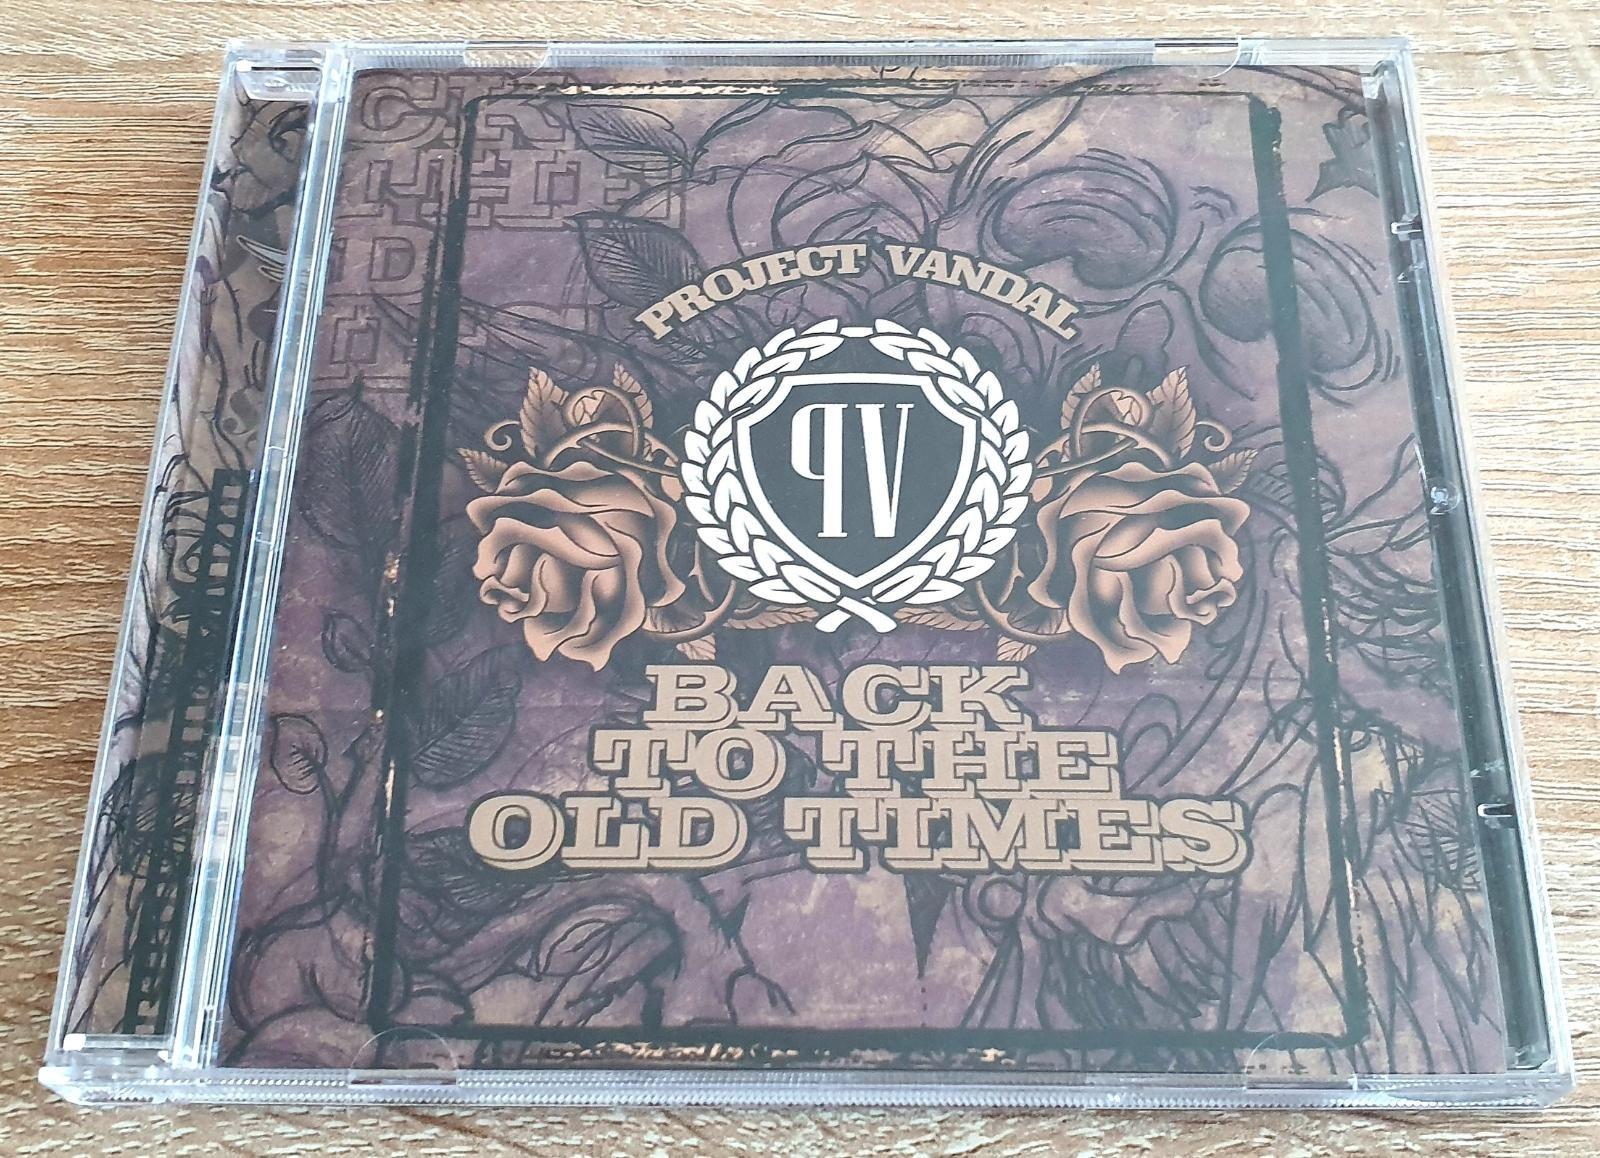 PROJECT VANDAL
PV
BACK
TO THE
OLD TIMES